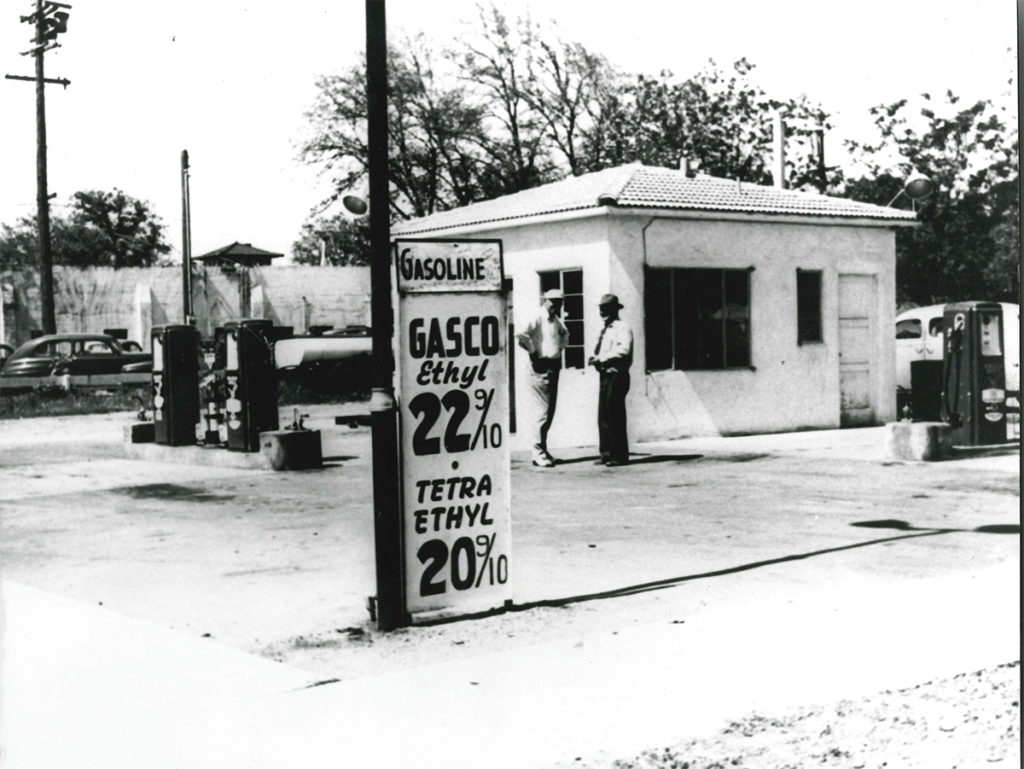 GASOLINE
GASCO
Ethyl
22 9/10
TETRA
ETHYL
20 9/10